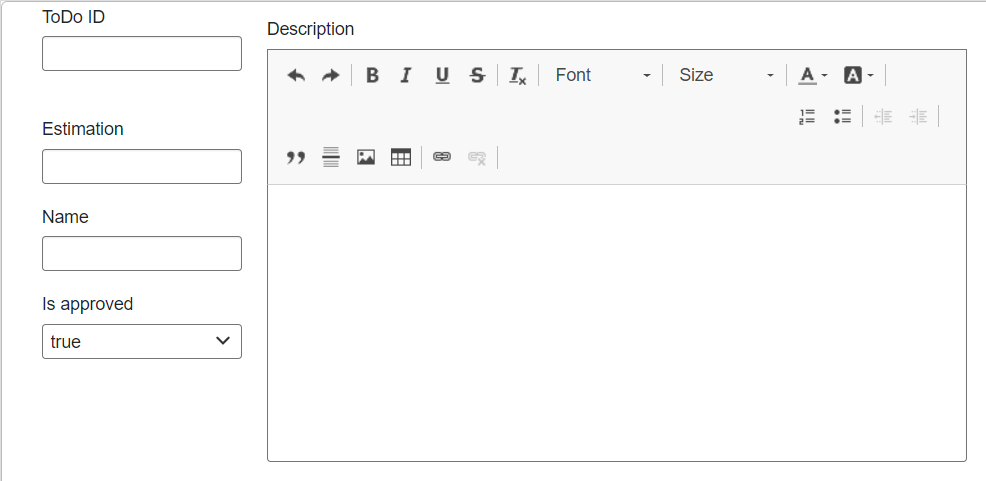 ToDo ID
Description
Font
Size
Estimation
Name
Is approved
true